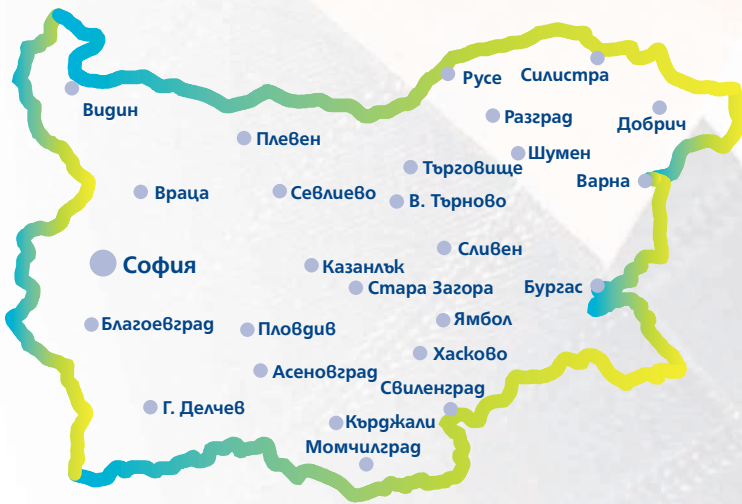 Русе
Силистра
Видин
Разград
Добрич
Плевен
Шумен
Търговище
Варна
Враца
Севлиево
В. Търново
Сливен
София
Казанлък
Стара Загора
Бургас
Благоевград
Пловдив
Ямбол
Хасково
Асеновград
Свиленград
Г. Делчев
Кърджали
Момчилград